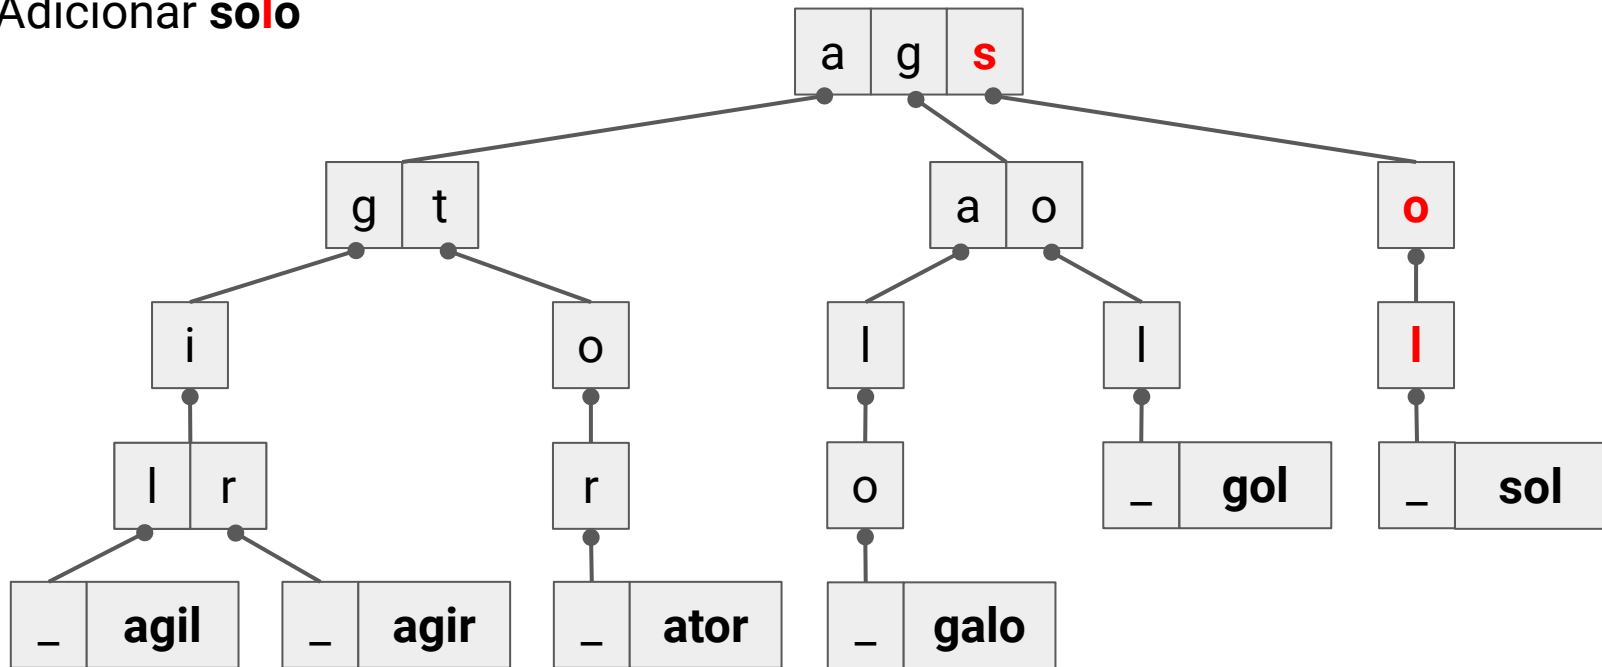 Adicionar solo
a g s
g t a o o
i o l l l
l r r o _ gol _ sol
_ agil _ agir _ ator _ galo